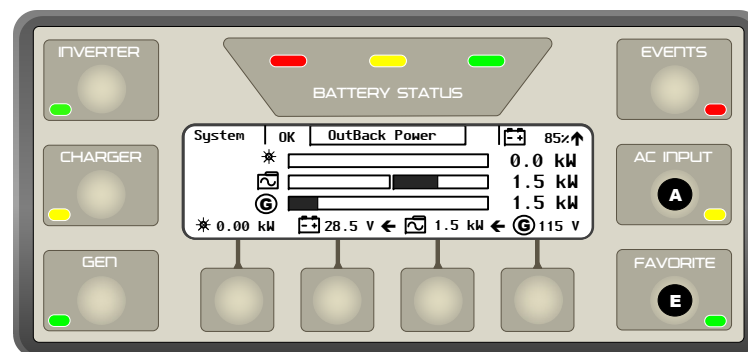 INVERTER
CHARGER
GEN
BATTERY STATUS
System OK OutBack Power 85%
0.0 kW
1.5 kW
G 1.5 kW
0.00 kW 28.5 V 1.5 kW G 115 V
EVENTS
AC INPUT
A
FAVORITE
E